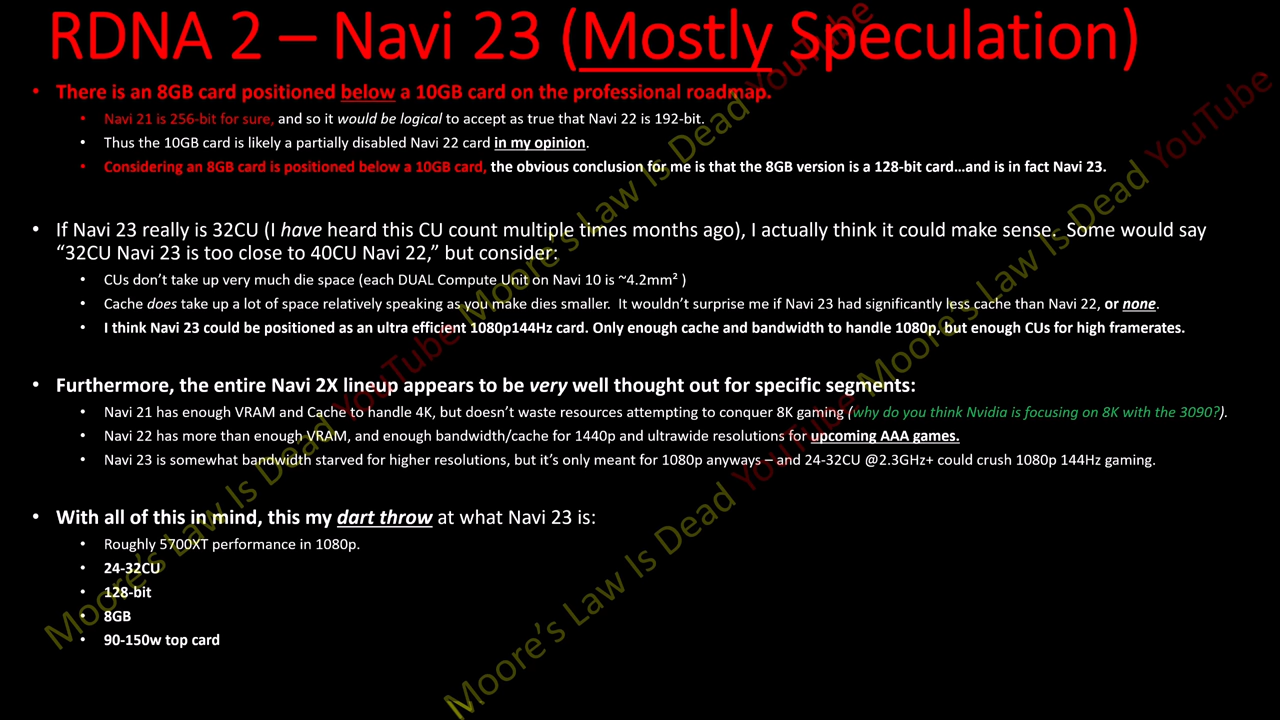 RDNA 2 – Navi 23 (Mostly Speculation)
• There is an 8GB card positioned below a 10GB card on the professional roadmap.
• Navi 21 is 256-bit for sure, and so it would be logical to accept as true that Navi 22 is 192-bit.
• Thus the 10GB card is likely a partially disabled Navi 22 card in my opinion.
• Considering an 8GB card is positioned below a 10GB card, the obvious conclusion for me is that the 8GB version is a 128-bit card…and is in fact Navi 23.
• If Navi 23 really is 32CU (I have heard this CU count multiple times months ago), I actually think it could make sense. Some would say
“32CU Navi 23 is too close to 40CU Navi 22,” but consider:
• CUs don’t take up very much die space (each DUAL Compute Unit on Navi 10 is ~4.2mm² )
• Cache does take up a lot of space relatively speaking as you make dies smaller. It wouldn’t surprise me if Navi 23 had significantly less cache than Navi 22, or none.
• I think Navi 23 could be positioned as an ultra efficient 1080p144Hz card. Only enough cache and bandwidth to handle 1080p, but enough CUs for high framerates.
• Furthermore, the entire Navi 2X lineup appears to be very well thought out for specific segments:
• Navi 21 has enough VRAM and Cache to handle 4K, but doesn’t waste resources attempting to conquer 8K gaming (why do you think Nvidia is focusing on 8K with the 3090?).
• Navi 22 has more than enough VRAM, and enough bandwidth/cache for 1440p and ultrawide resolutions for upcoming AAA games.
• Navi 23 is somewhat bandwidth starved for higher resolutions, but it’s only meant for 1080p anyways – and 24-32CU @2.3GHz+ could crush 1080p 144Hz gaming.
• With all of this in mind, this my dart throw at what Navi 23 is:
• Roughly 5700XT performance in 1080p.
• 24-32CU
• 128-bit
• 8GB
• 90-150w top card
Moore’s Law Is Dead YouTube Moore’s Law Is Dead YouTube
Moore’s Law Is Dead YouTube Moore’s Law Is Dead YouTube